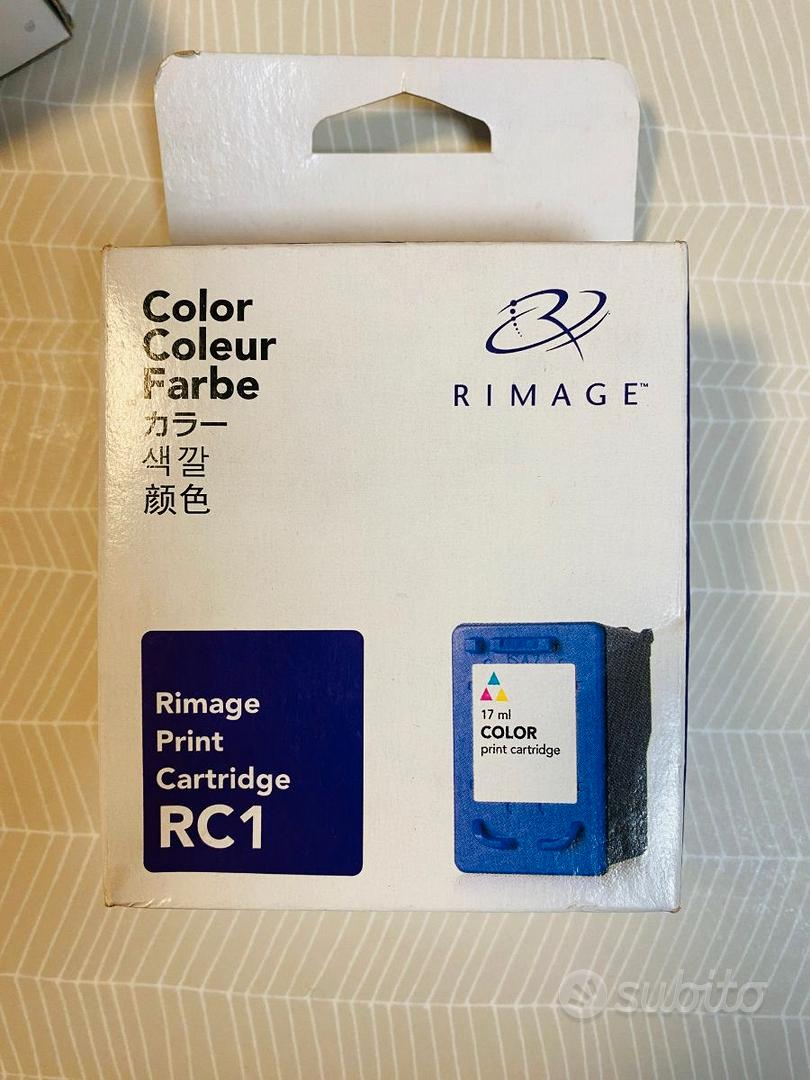 Color
Coleur
Farbe
カラー
색깔
颜色
RIMAGE™
Rimage
Print
Cartridge
RC1
17 ml
COLOR
print cartridge
subito